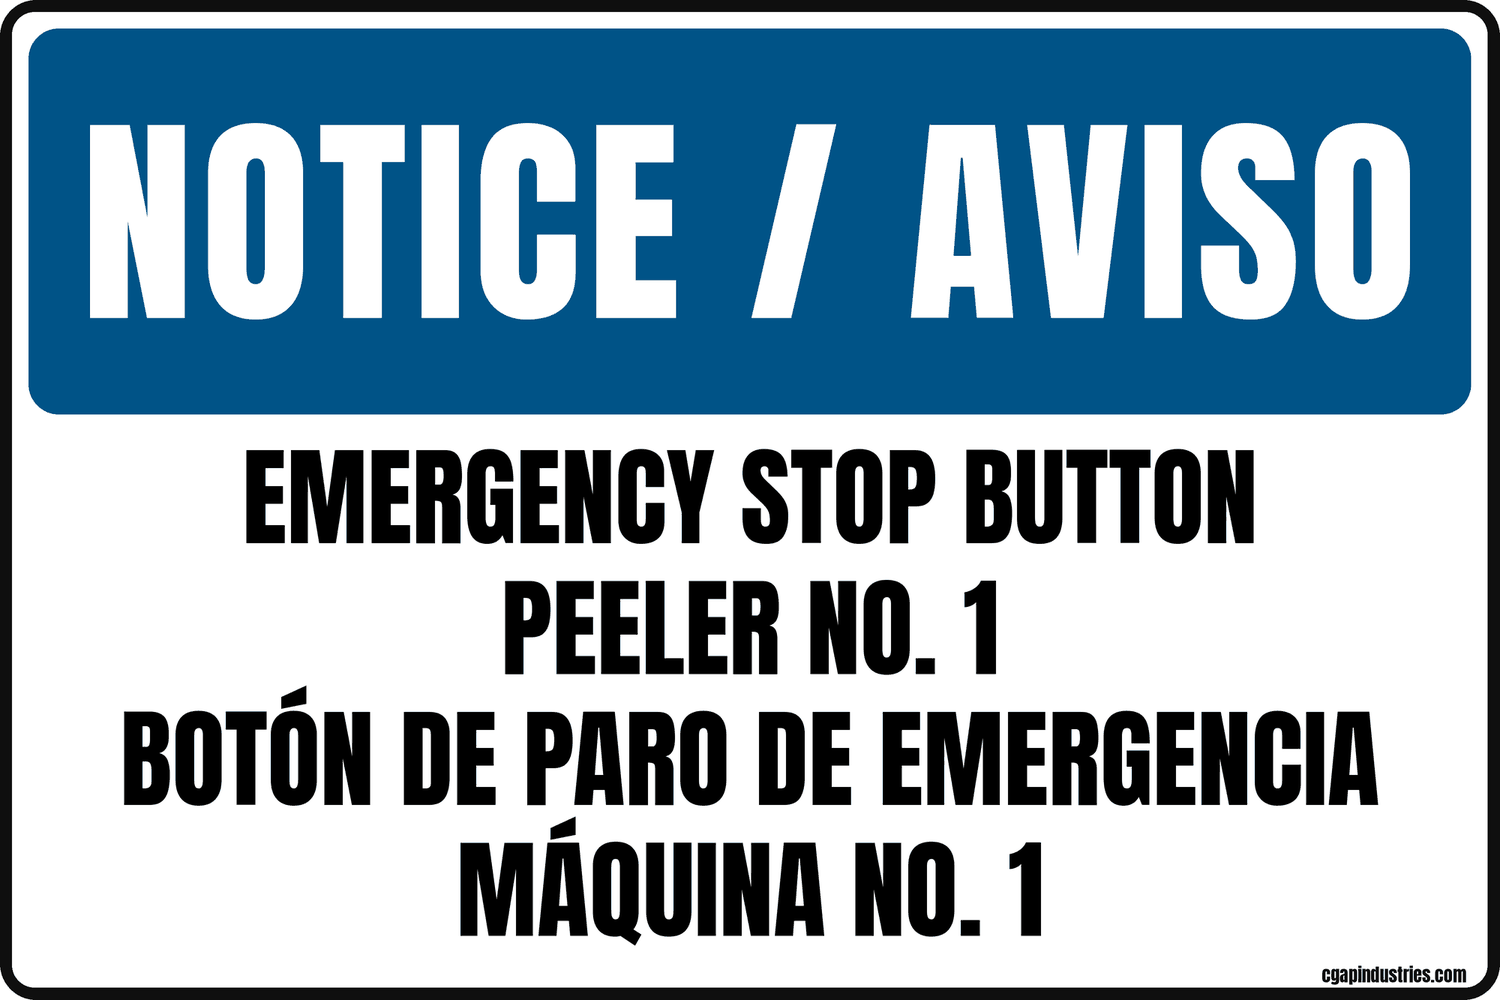 NOTICE / AVISO
EMERGENCY STOP BUTTON
PEELER NO. 1
BOTÓN DE PARO DE EMERGENCIA
MÁQUINA NO. 1
cgapindustries.com